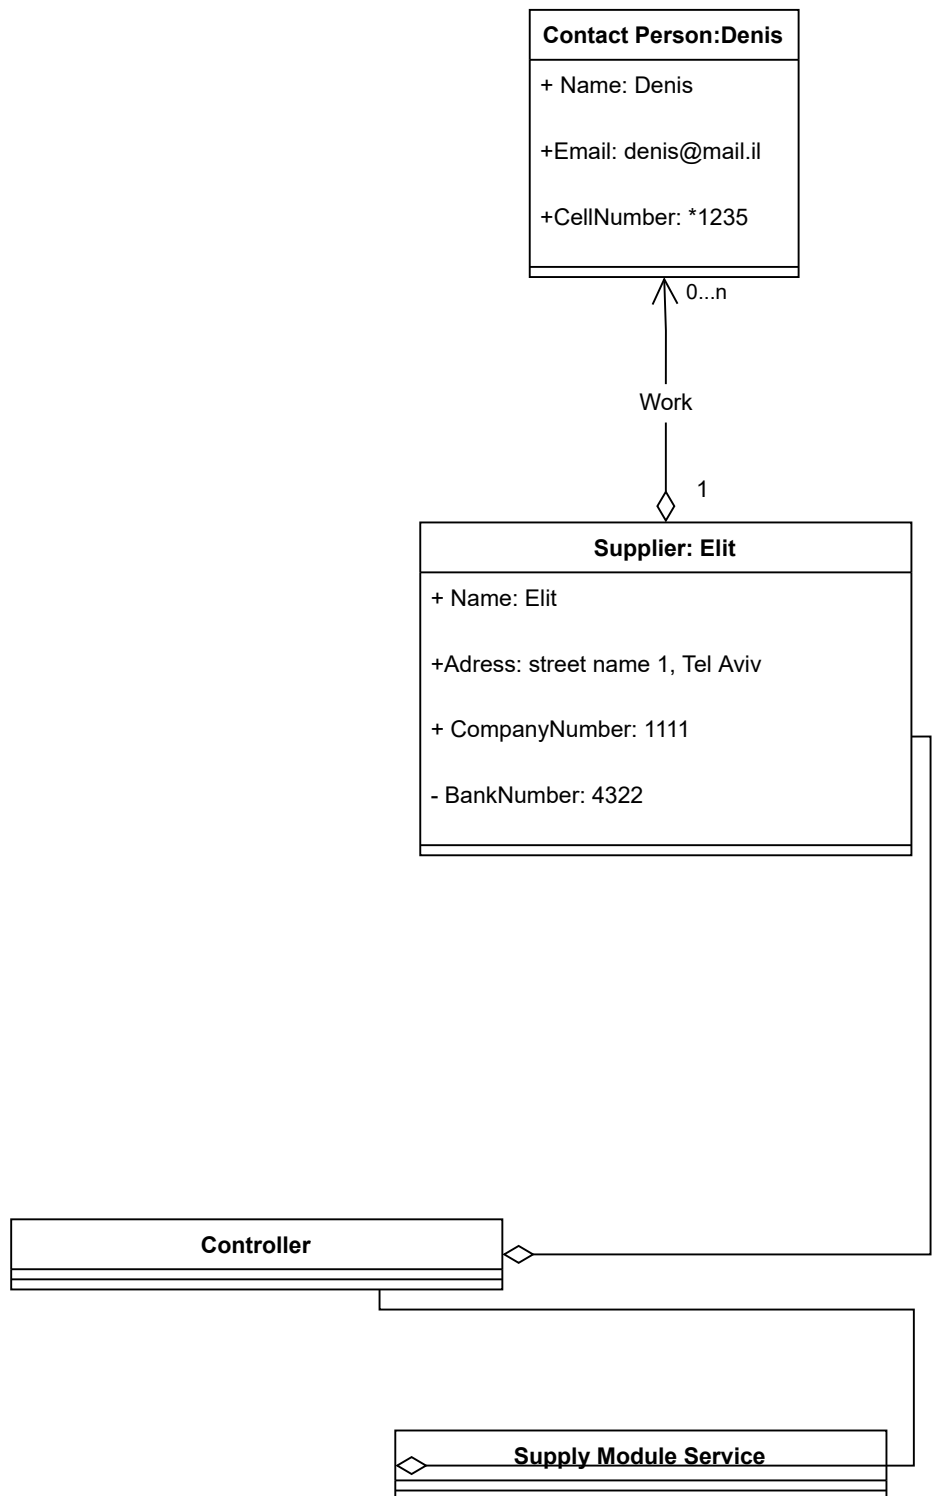 Contact Person:Denis
+ Name: Denis
+Email: denis@mail.il
+CellNumber: *1235
0...n
Work
1
Supplier: Elit
+ Name: Elit
+Adress: street name 1, Tel Aviv
+ CompanyNumber: 1111
- BankNumber: 4322
Controller
Supply Module Service